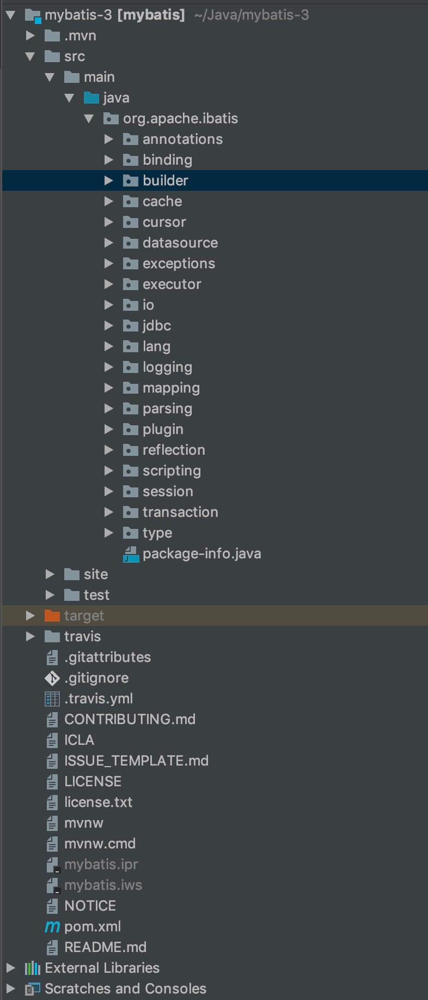 mybatis-3 [mybatis] ~/Java/mybatis-3
.mvn
src
main
java
org.apache.ibatis
annotations
binding
builder
cache
cursor
datasource
exceptions
executor
io
jdbc
lang
logging
mapping
parsing
plugin
reflection
scripting
session
transaction
type
package-info.java
site
test
target
travis
.gitattributes
.gitignore
.travis.yml
CONTRIBUTING.md
ICLA
ISSUE_TEMPLATE.md
LICENSE
license.txt
mvnw
mvnw.cmd
mybatis.ipr
mybatis.iws
NOTICE
pom.xml
README.md
External Libraries
Scratches and Consoles